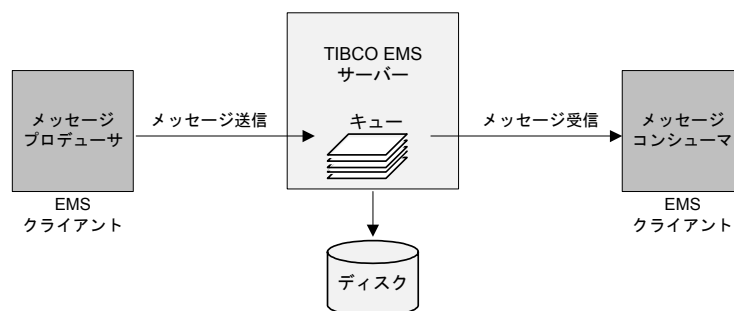 TIBCO EMS
サーバー
メッセージ
プロデューサ
メッセージ送信
キュー
メッセージ受信
メッセージ
コンシューマ
EMS
クライアント
EMS
クライアント
ディスク